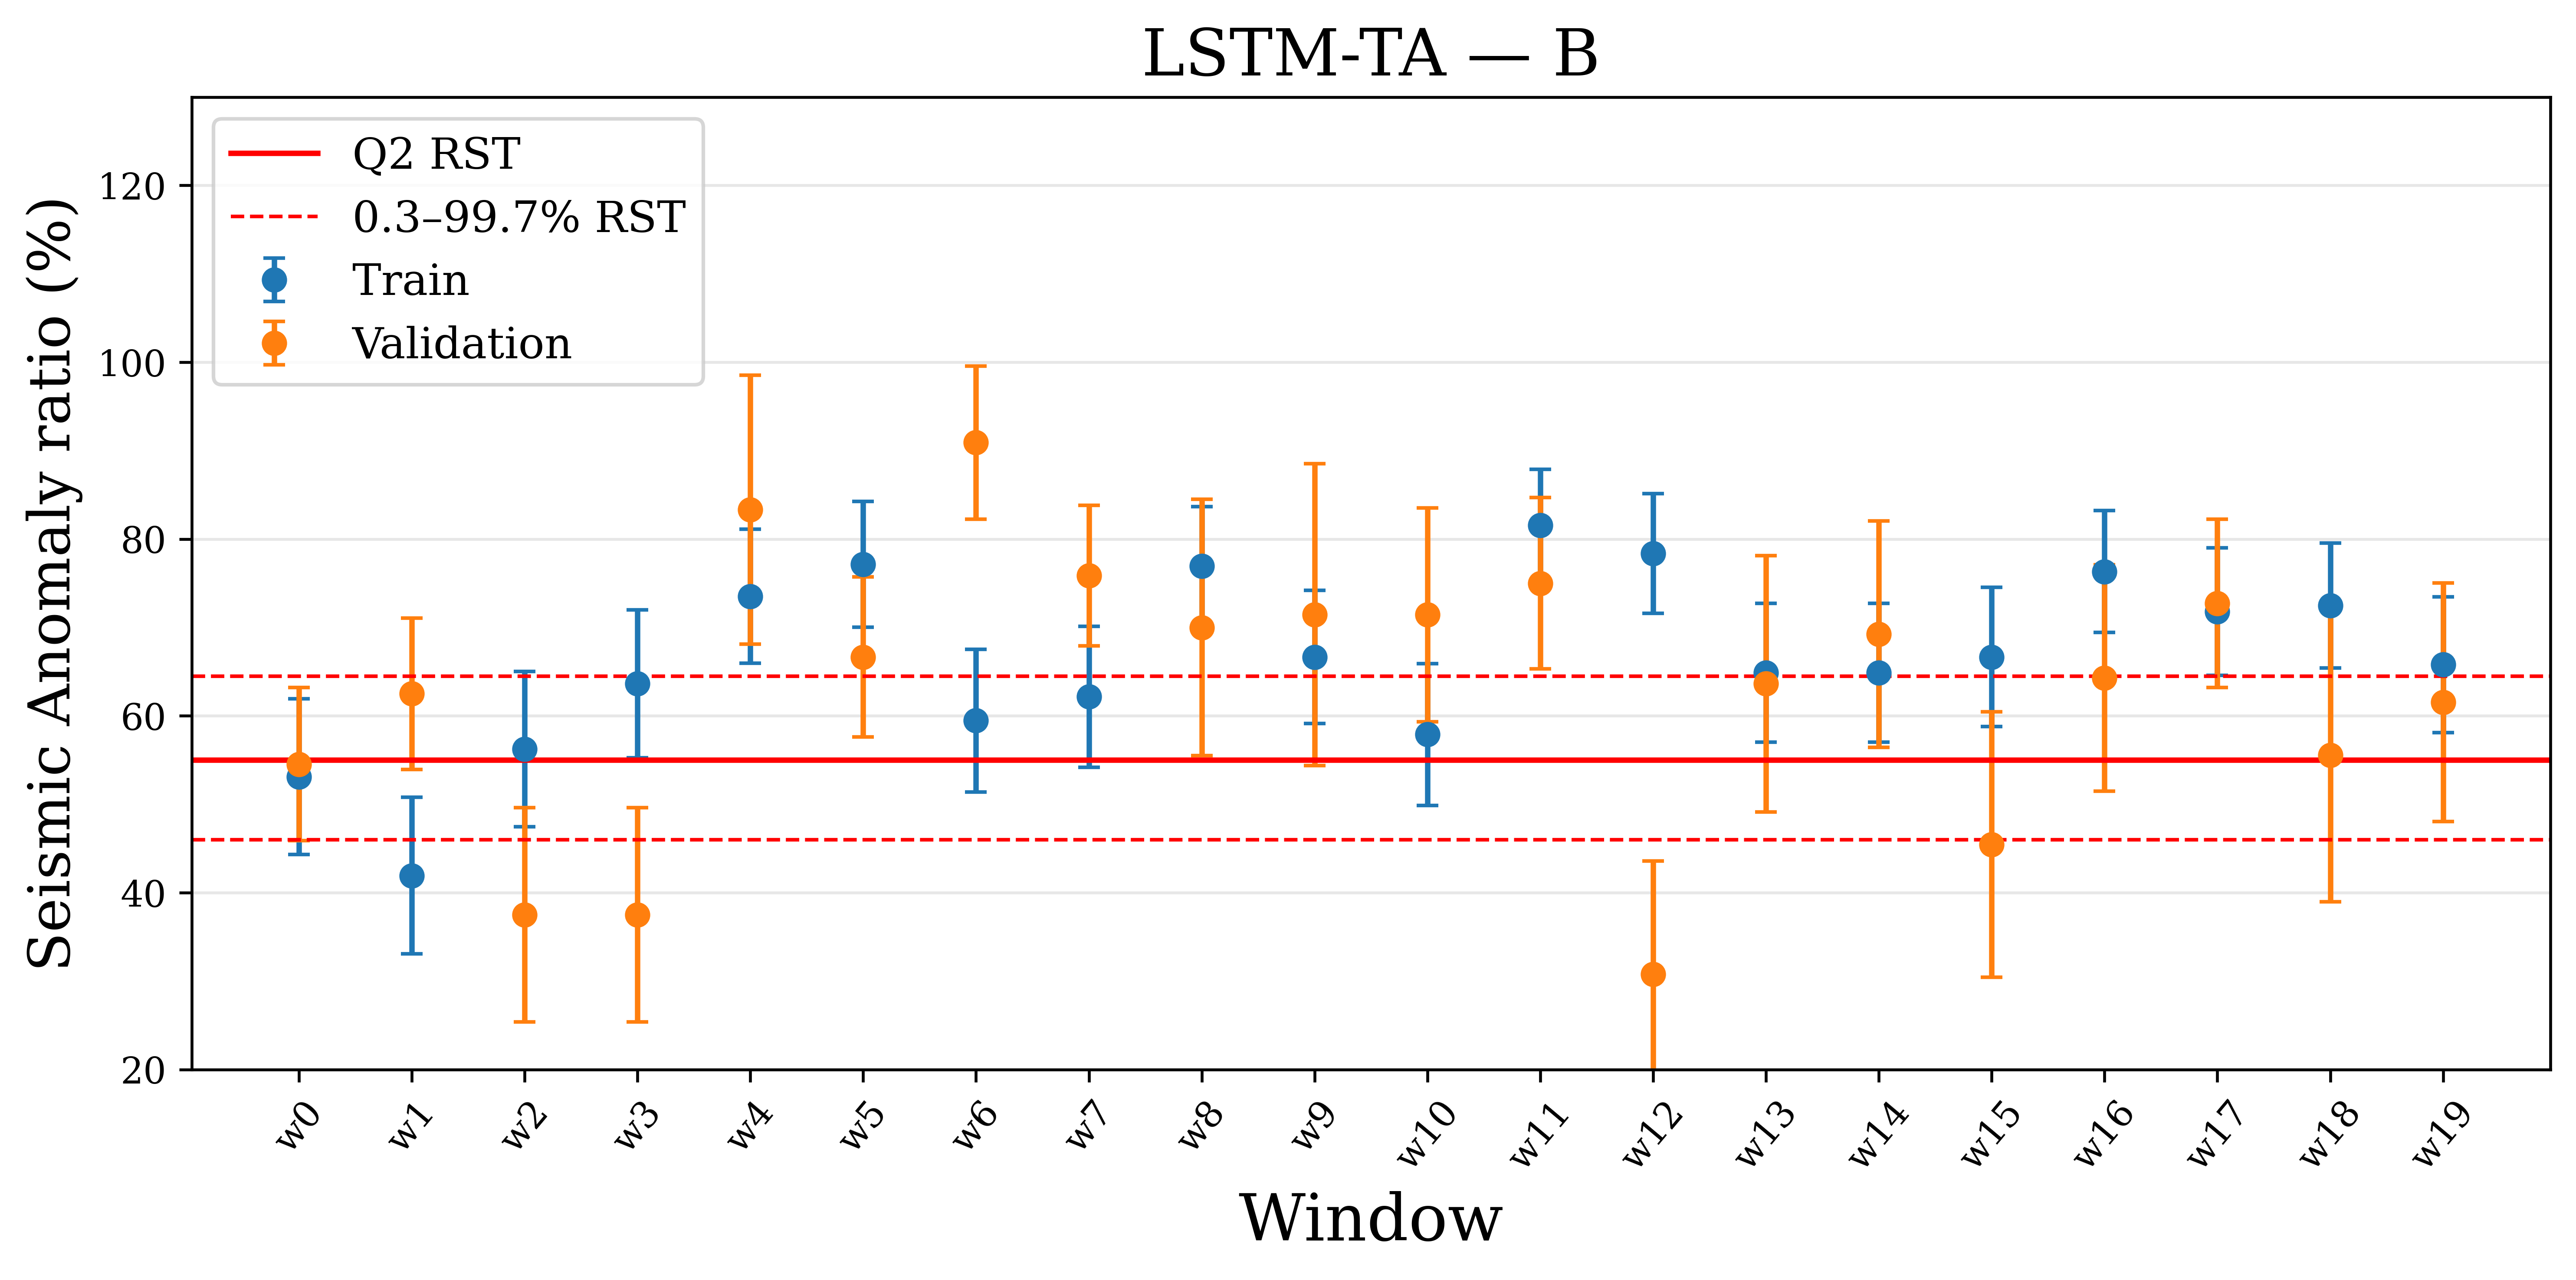 LSTM-TA — B
Seismic Anomaly ratio (%)
120
100
80
60
40
20
Q2 RST
0.3–99.7% RST
Train
Validation
w0 w1 w2 w3 w4 w5 w6 w7 w8 w9 w10 w11 w12 w13 w14 w15 w16 w17 w18 w19
Window